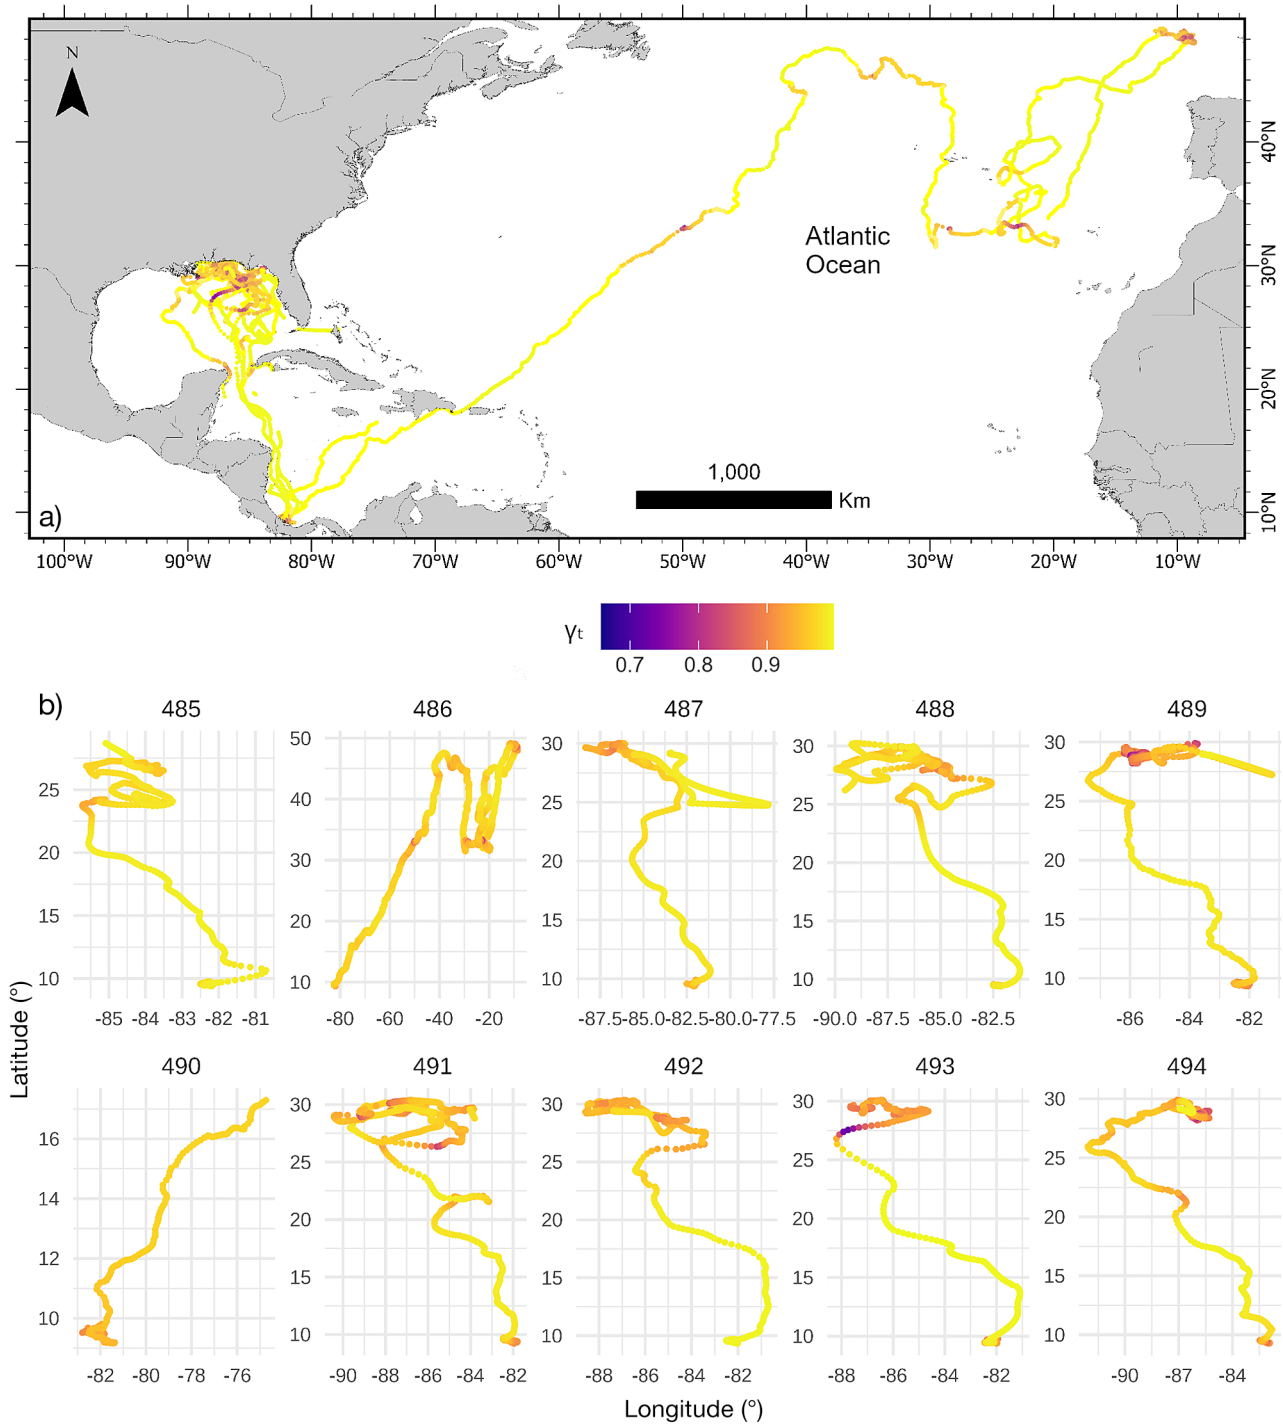 N
Atlantic
Ocean
1,000
Km
a)
40°N
30°N
20°N
10°N
100°W 90°W 80°W 70°W 60°W 50°W 40°W 30°W 20°W 10°W
γt
0.7 0.8 0.9
b)
485 486 487 488 489
25
20
15
10
-85 -84 -83 -82 -81
50
40
30
20
10
-80 -60 -40 -20
30
25
20
15
10
-87.5 -85.0 -82.5 -80.0 -77.5
30
25
20
15
10
-90.0 -87.5 -85.0 -82.5
30
25
20
15
10
-86 -84 -82
490 491 492 493 494
16
14
12
10
-82 -80 -78 -76
30
25
20
15
10
-90 -88 -86 -84 -82
30
25
20
15
10
-88 -86 -84 -82
30
25
20
15
10
-88 -86 -84 -82
30
25
20
15
10
-90 -87 -84
Latitude (°)
Longitude (°)